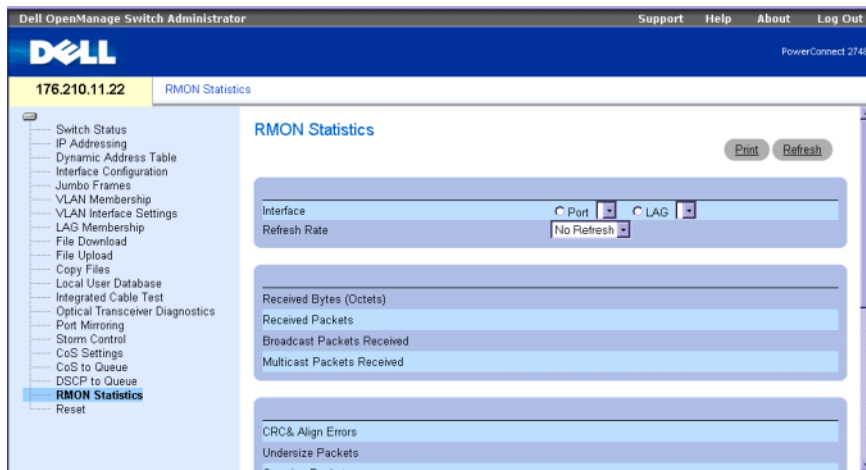 Dell OpenManage Switch Administrator
Support Help About Log Out
DELL
PowerConnect 2748
176.210.11.22
RMON Statistics
Switch Status
IP Addressing
Dynamic Address Table
Interface Configuration
Jumbo Frames
VLAN Membership
VLAN Interface Settings
LAG Membership
File Download
File Upload
Copy Files
Local User Database
Integrated Cable Test
Optical Transceiver Diagnostics
Port Mirroring
Storm Control
CoS Settings
CoS to Queue
DSCP to Queue
RMON Statistics
Reset
RMON Statistics
Print Refresh
Interface Port LAG
Refresh Rate No Refresh
Received Bytes (Octets)
Received Packets
Broadcast Packets Received
Multicast Packets Received
CRC& Align Errors
Undersize Packets